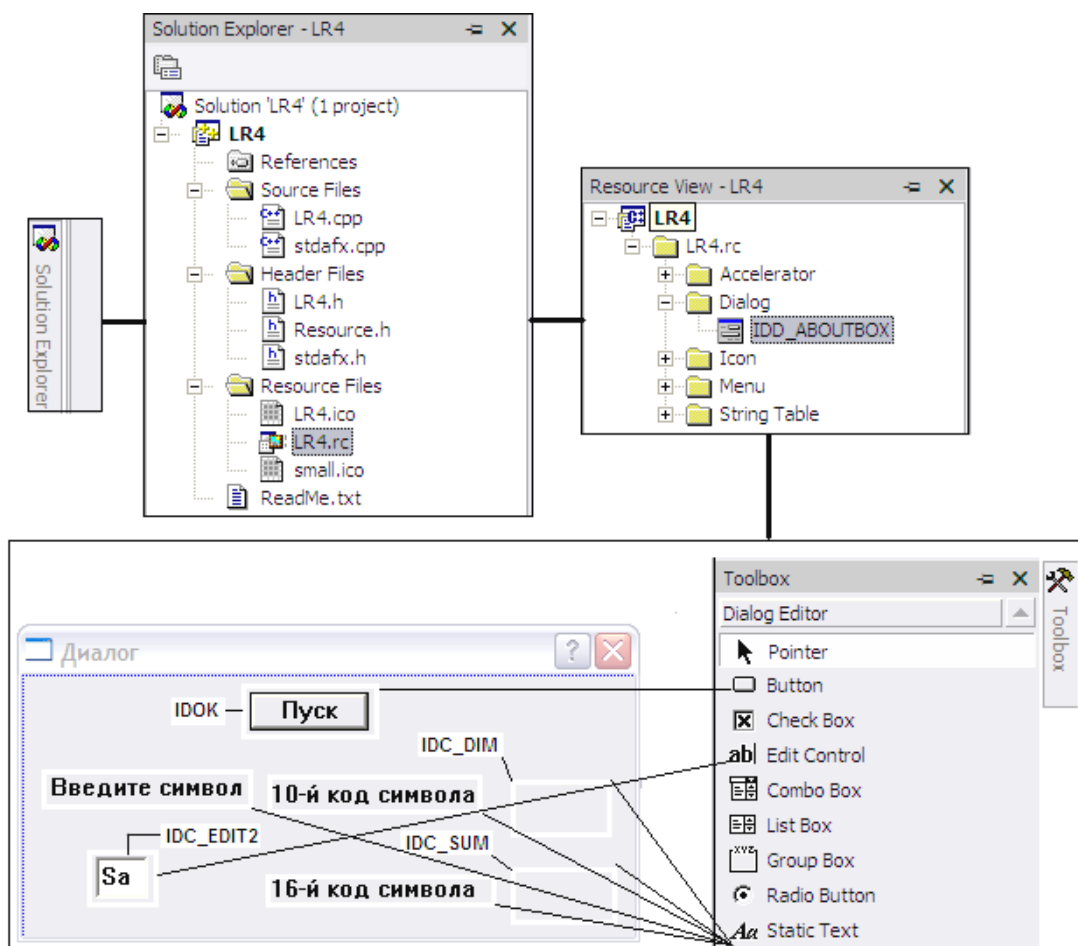 Solution Explorer - LR4
Solution 'LR4' (1 project)
LR4
References
Source Files
LR4.cpp
stdafx.cpp
Header Files
LR4.h
Resource.h
stdafx.h
Resource Files
LR4.ico
LR4.rc
small.ico
ReadMe.txt
Solution Explorer
Resource View - LR4
LR4
LR4.rc
Accelerator
Dialog
IDD_ABOUTBOX
Icon
Menu
String Table
Диалог
IDOK
Пуск
IDC_DIM
Введите символ
10-й код символа
IDC_EDIT2
IDC_SUM
Sa
16-й код символа
Toolbox
Dialog Editor
Pointer
Button
Check Box
ab| Edit Control
Combo Box
List Box
XYZ Group Box
Radio Button
Aa Static Text
Toolbox